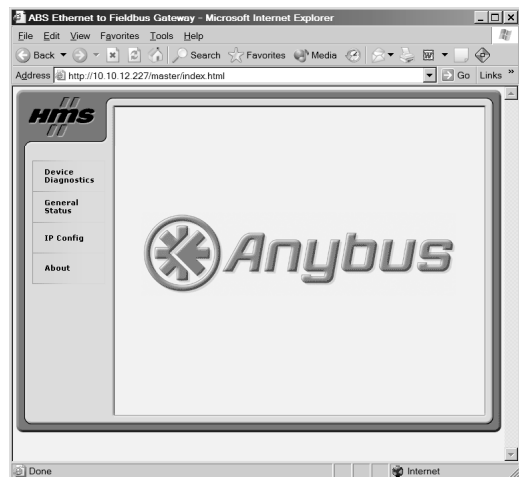 ABS Ethernet to Fieldbus Gateway - Microsoft Internet Explorer
File Edit View Favorites Tools Help
Back Search Favorites Media W
Address http://10.10.12.227/master/index.html Go Links »
HMS
Device
Diagnostics
General
Status
IP Config
About
Anybus
Done Internet